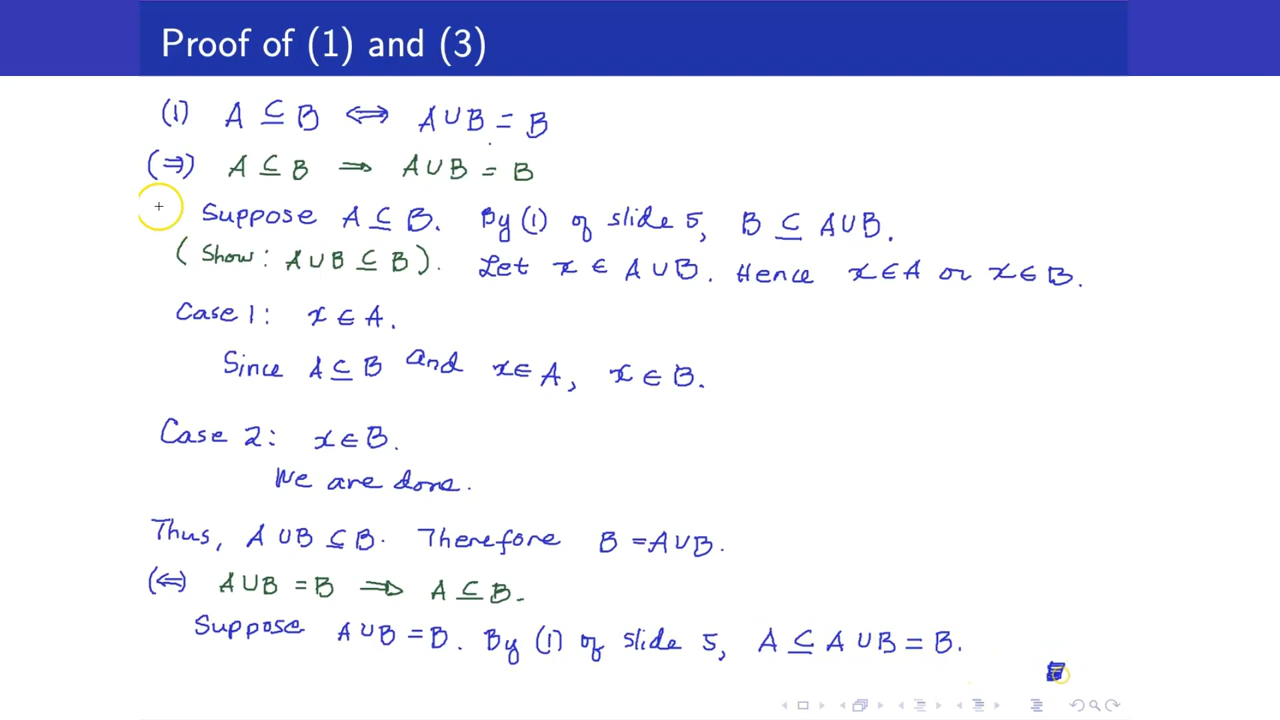 Proof of (1) and (3)
(1) A ⊆ B ⟺ A ∪ B = B
(⇒) A ⊆ B ⟹ A ∪ B = B
Suppose A ⊆ B. By (1) of slide 5, B ⊆ A ∪ B.
(Show: A ∪ B ⊆ B). Let x ∈ A ∪ B. Hence x ∈ A or x ∈ B.
Case 1: x ∈ A.
Since A ⊆ B and x ∈ A, x ∈ B.
Case 2: x ∈ B.
We are done.
Thus, A ∪ B ⊆ B. Therefore B = A ∪ B.
(⇐) A ∪ B = B ⟹ A ⊆ B.
Suppose A ∪ B = B. By (1) of slide 5, A ⊆ A ∪ B = B.